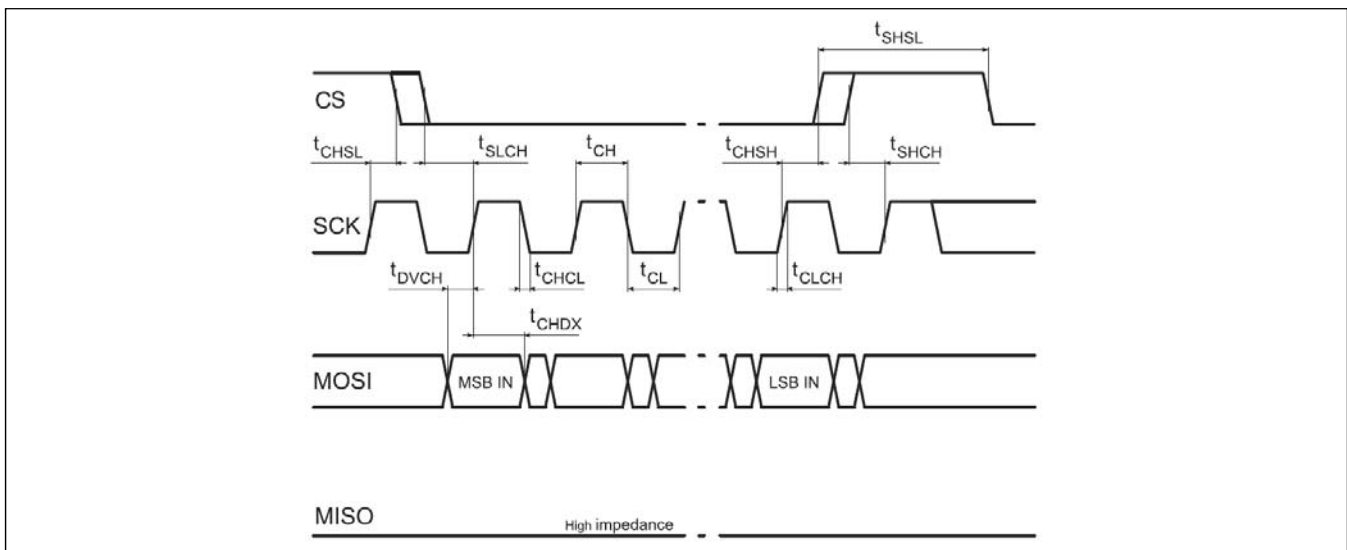 tSHSL
CS
tCHSL
tSLCH
tCH
tCHSH
tSHCH
SCK
tDVCH
tCHCL
tCL
tCLCH
tCHDX
MOSI
MSB IN
LSB IN
MISO
High impedance